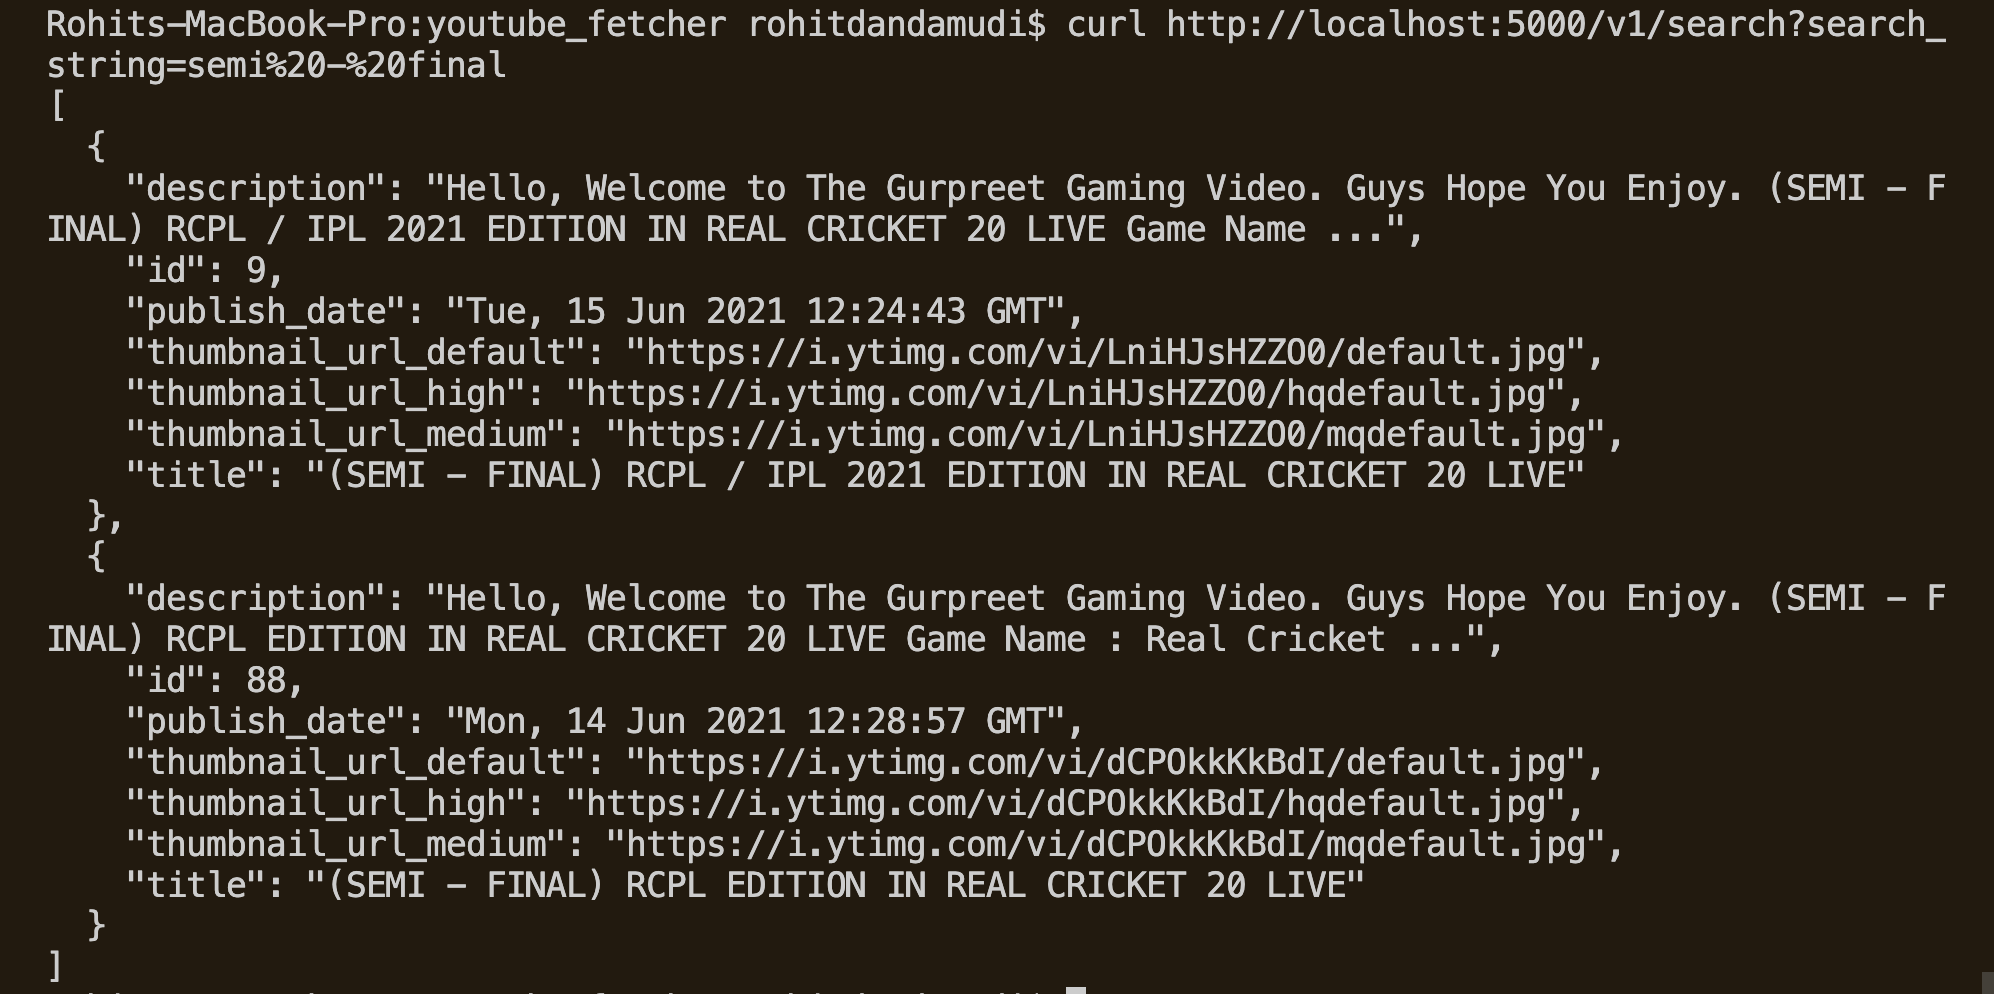 Rohits-MacBook-Pro:youtube_fetcher rohitdandamudi$ curl http://localhost:5000/v1/search?search_
string=semi%20-%20final
[
  {
    "description": "Hello, Welcome to The Gurpreet Gaming Video. Guys Hope You Enjoy. (SEMI - F
INAL) RCPL / IPL 2021 EDITION IN REAL CRICKET 20 LIVE Game Name ...",
    "id": 9,
    "publish_date": "Tue, 15 Jun 2021 12:24:43 GMT",
    "thumbnail_url_default": "https://i.ytimg.com/vi/LniHJsHZZO0/default.jpg",
    "thumbnail_url_high": "https://i.ytimg.com/vi/LniHJsHZZO0/hqdefault.jpg",
    "thumbnail_url_medium": "https://i.ytimg.com/vi/LniHJsHZZO0/mqdefault.jpg",
    "title": "(SEMI - FINAL) RCPL / IPL 2021 EDITION IN REAL CRICKET 20 LIVE"
  },
  {
    "description": "Hello, Welcome to The Gurpreet Gaming Video. Guys Hope You Enjoy. (SEMI - F
INAL) RCPL EDITION IN REAL CRICKET 20 LIVE Game Name : Real Cricket ...",
    "id": 88,
    "publish_date": "Mon, 14 Jun 2021 12:28:57 GMT",
    "thumbnail_url_default": "https://i.ytimg.com/vi/dCPOkkKkBdI/default.jpg",
    "thumbnail_url_high": "https://i.ytimg.com/vi/dCPOkkKkBdI/hqdefault.jpg",
    "thumbnail_url_medium": "https://i.ytimg.com/vi/dCPOkkKkBdI/mqdefault.jpg",
    "title": "(SEMI - FINAL) RCPL EDITION IN REAL CRICKET 20 LIVE"
  }
]